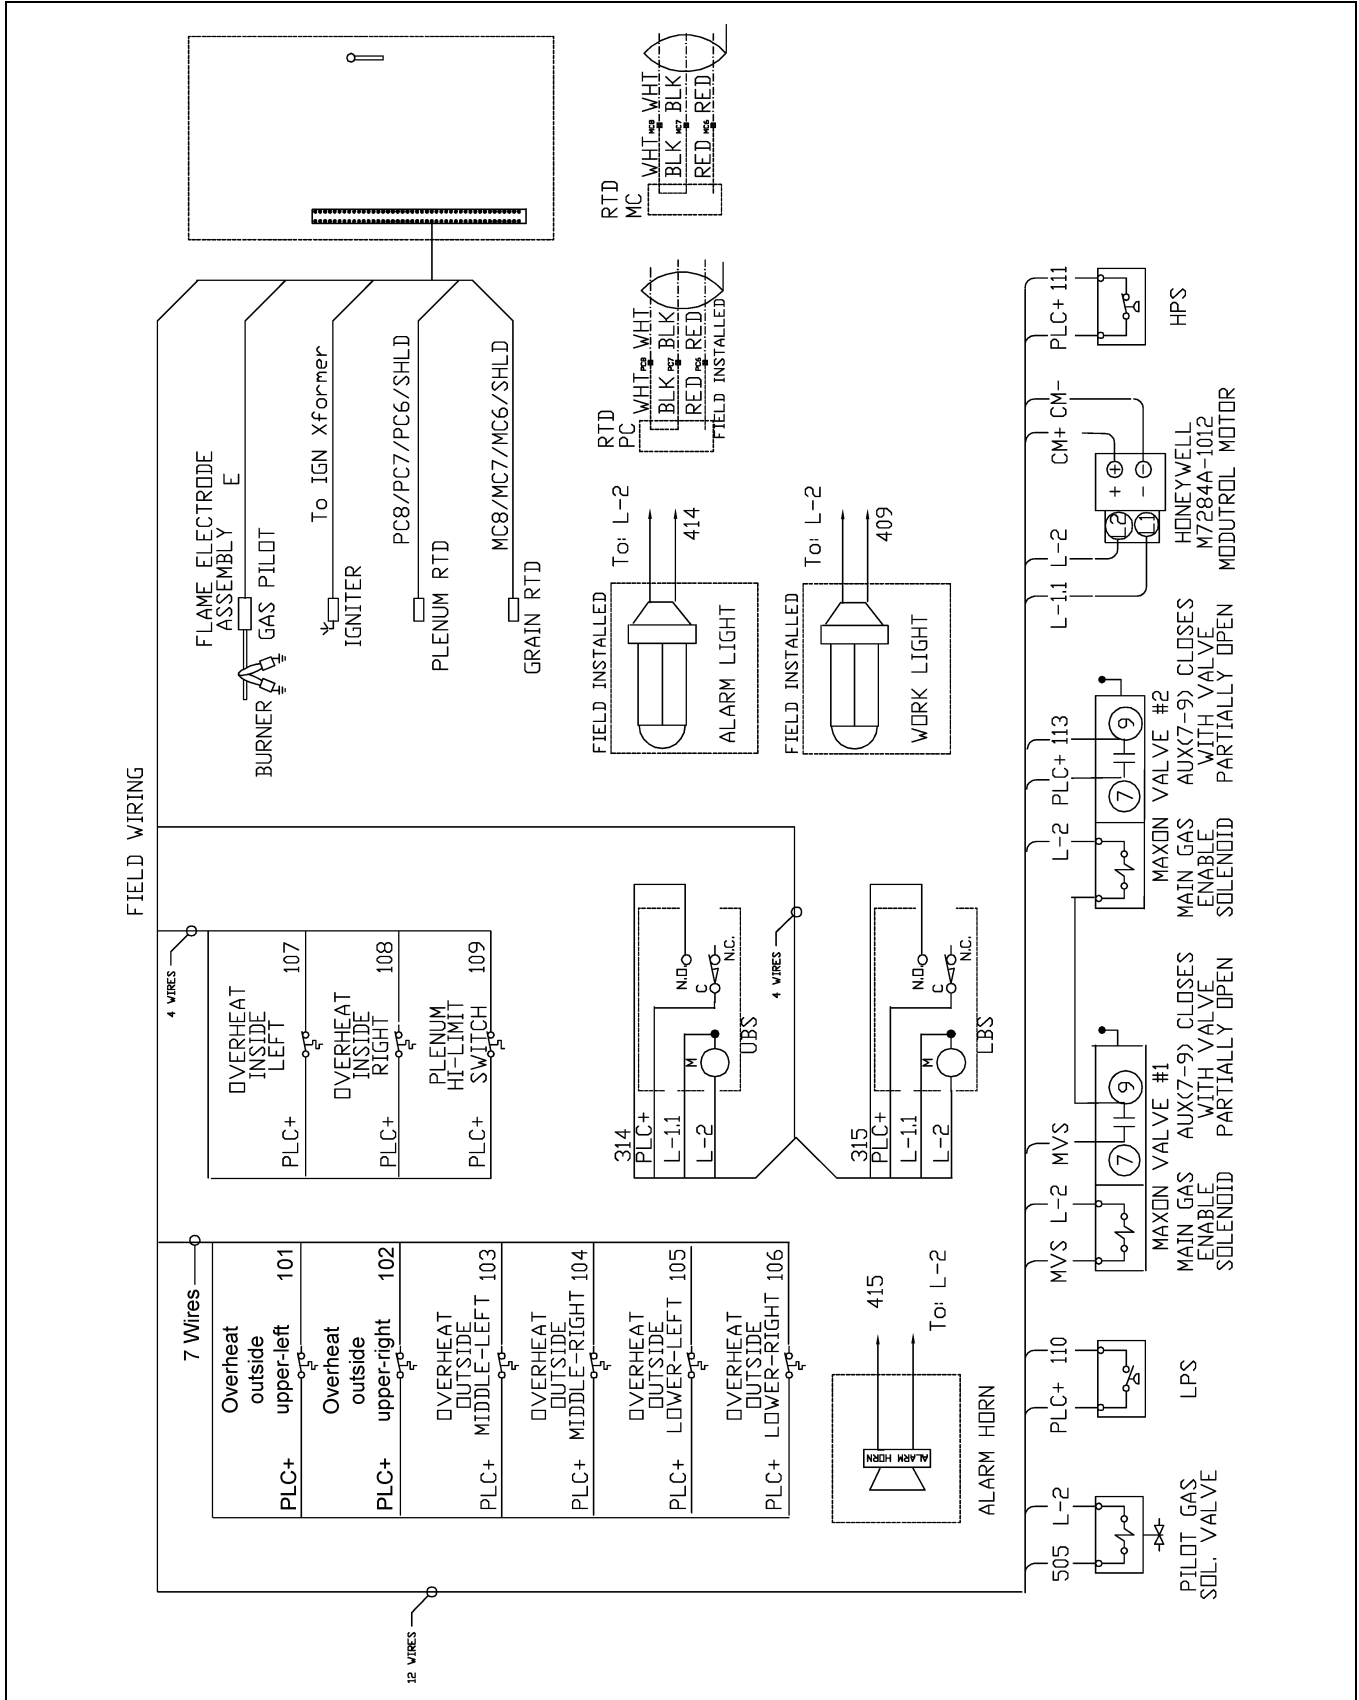 FIELD WIRING
7 Wires
4 WIRES
4 WIRES
12 WIRES
Overheat
outside
upper-left
PLC+
101
Overheat
outside
upper-right
PLC+
102
OVERHEAT
OUTSIDE
MIDDLE-LEFT
PLC+
103
OVERHEAT
OUTSIDE
MIDDLE-RIGHT
PLC+
104
OVERHEAT
OUTSIDE
LOWER-LEFT
PLC+
105
OVERHEAT
OUTSIDE
LOWER-RIGHT
PLC+
106
OVERHEAT
INSIDE
LEFT
PLC+
107
OVERHEAT
INSIDE
RIGHT
PLC+
108
PLENUM
HI-LIMIT
SWITCH
PLC+
109
314
PLC+
L-1.1
L-2
M
C
N.O.
N.C.
UBS
315
PLC+
L-1.1
L-2
M
C
N.O.
N.C.
LBS
FLAME ELECTRODE
ASSEMBLY
E
GAS PILOT
BURNER
To IGN Xformer
IGNITER
PC8/PC7/PC6/SHLD
PLENUM RTD
MC8/MC7/MC6/SHLD
GRAIN RTD
RTD
MC
WHT MC8 WHT
BLK MC7 BLK
RED MC6 RED
RTD
PC
WHT PC8 WHT
BLK PC7 BLK
RED PC6 RED
FIELD INSTALLED
FIELD INSTALLED
To: L-2
414
ALARM LIGHT
FIELD INSTALLED
To: L-2
409
WORK LIGHT
ALARM HORN
415
To: L-2
ALARM HORN
505
L-2
PILOT GAS
SOL. VALVE
PLC+
110
LPS
MVS
L-2
MVS
7
9
MAXON VALVE #1
MAIN GAS
ENABLE
SOLENOID
AUX(7-9) CLOSES
WITH VALVE
PARTIALLY OPEN
L-2
PLC+
113
7
9
MAXON VALVE #2
MAIN GAS
ENABLE
SOLENOID
AUX(7-9) CLOSES
WITH VALVE
PARTIALLY OPEN
L-1.1
L-2
CM+
CM-
L2
L1
+ +
- -
HONEYWELL
M7284A-1012
MODUTROL MOTOR
PLC+
111
HPS